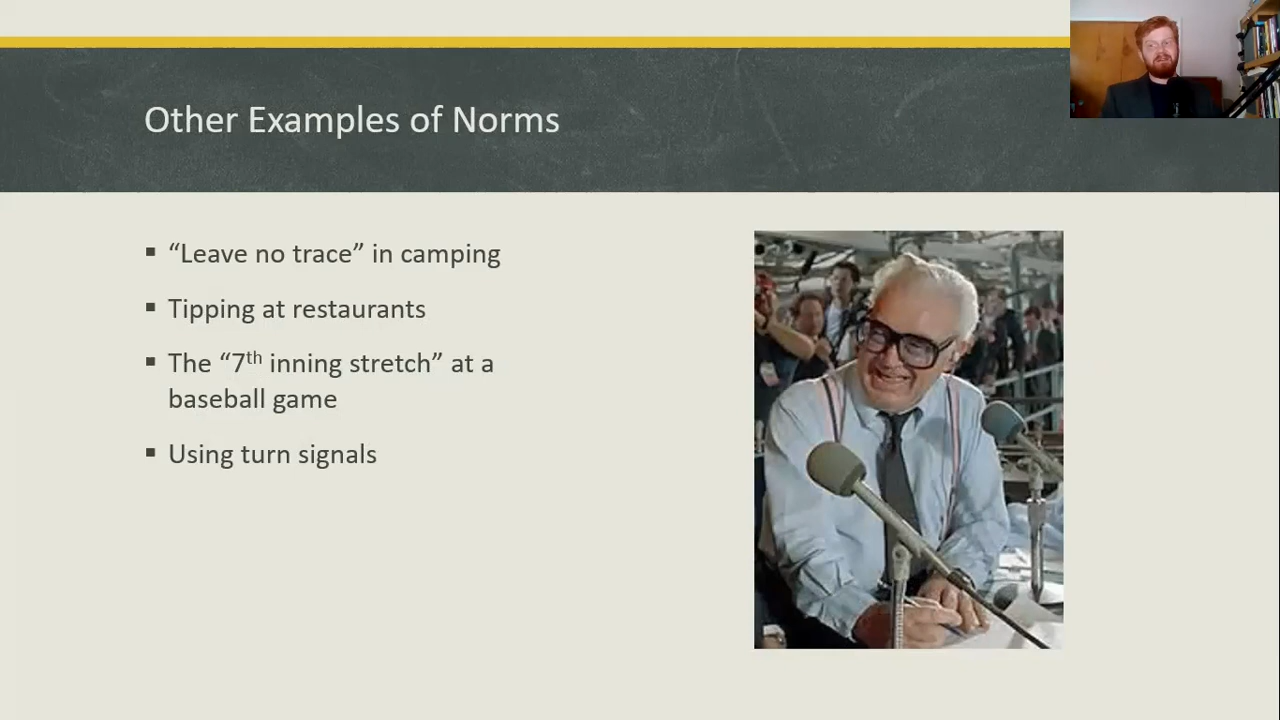 Other Examples of Norms
▪ “Leave no trace” in camping
▪ Tipping at restaurants
▪ The “7th inning stretch” at a
baseball game
▪ Using turn signals